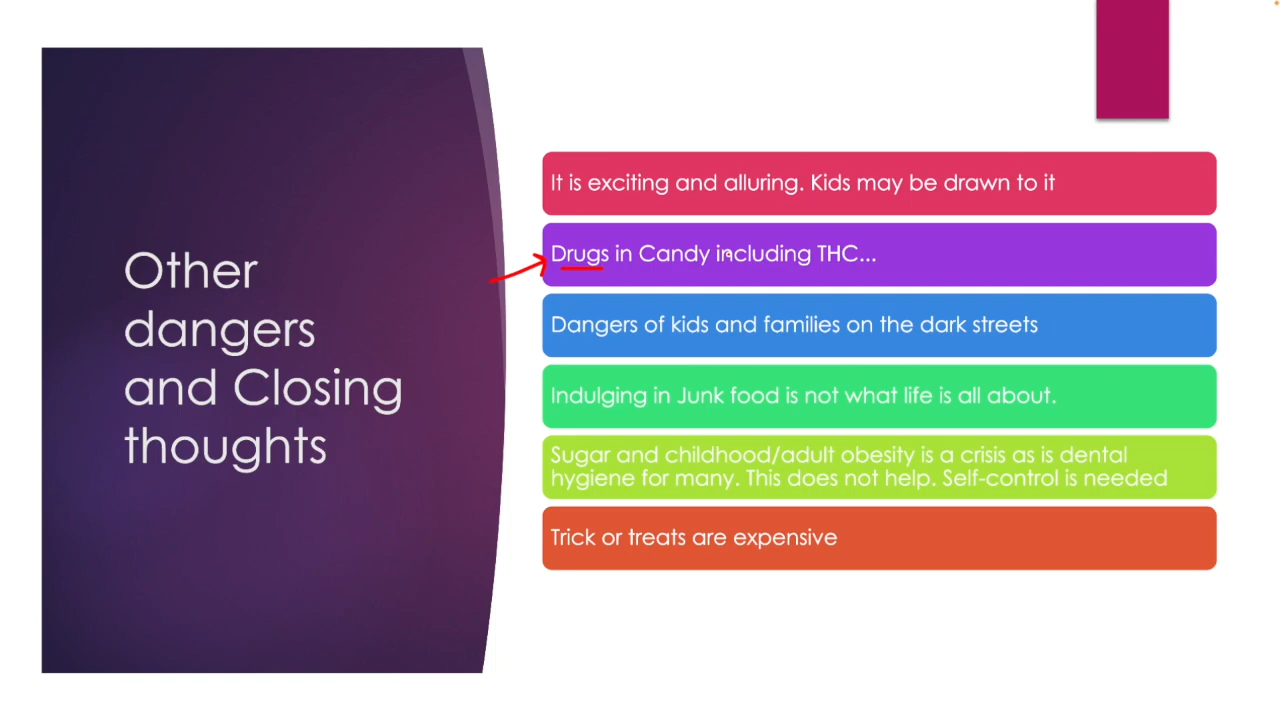 Other
dangers
and Closing
thoughts
It is exciting and alluring. Kids may be drawn to it
Drugs in Candy including THC...
Dangers of kids and families on the dark streets
Indulging in Junk food is not what life is all about.
Sugar and childhood/adult obesity is a crisis as is dental
hygiene for many. This does not help. Self-control is needed
Trick or treats are expensive